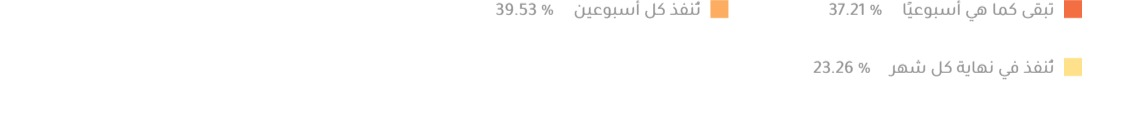 تبقى كما هي أسبوعيًا 37.21 %
تُنفذ كل أسبوعين 39.53 %
تُنفذ في نهاية كل شهر 23.26 %